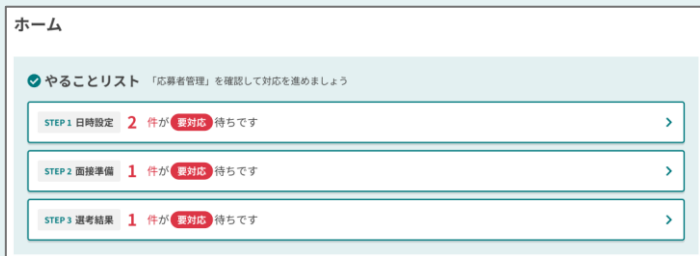 ホーム
やることリスト 「応募者管理」を確認して対応を進めましょう
STEP 1 日時設定 2 件が 要対応 待ちです
STEP 2 面接準備 1 件が 要対応 待ちです
STEP 3 選考結果 1 件が 要対応 待ちです